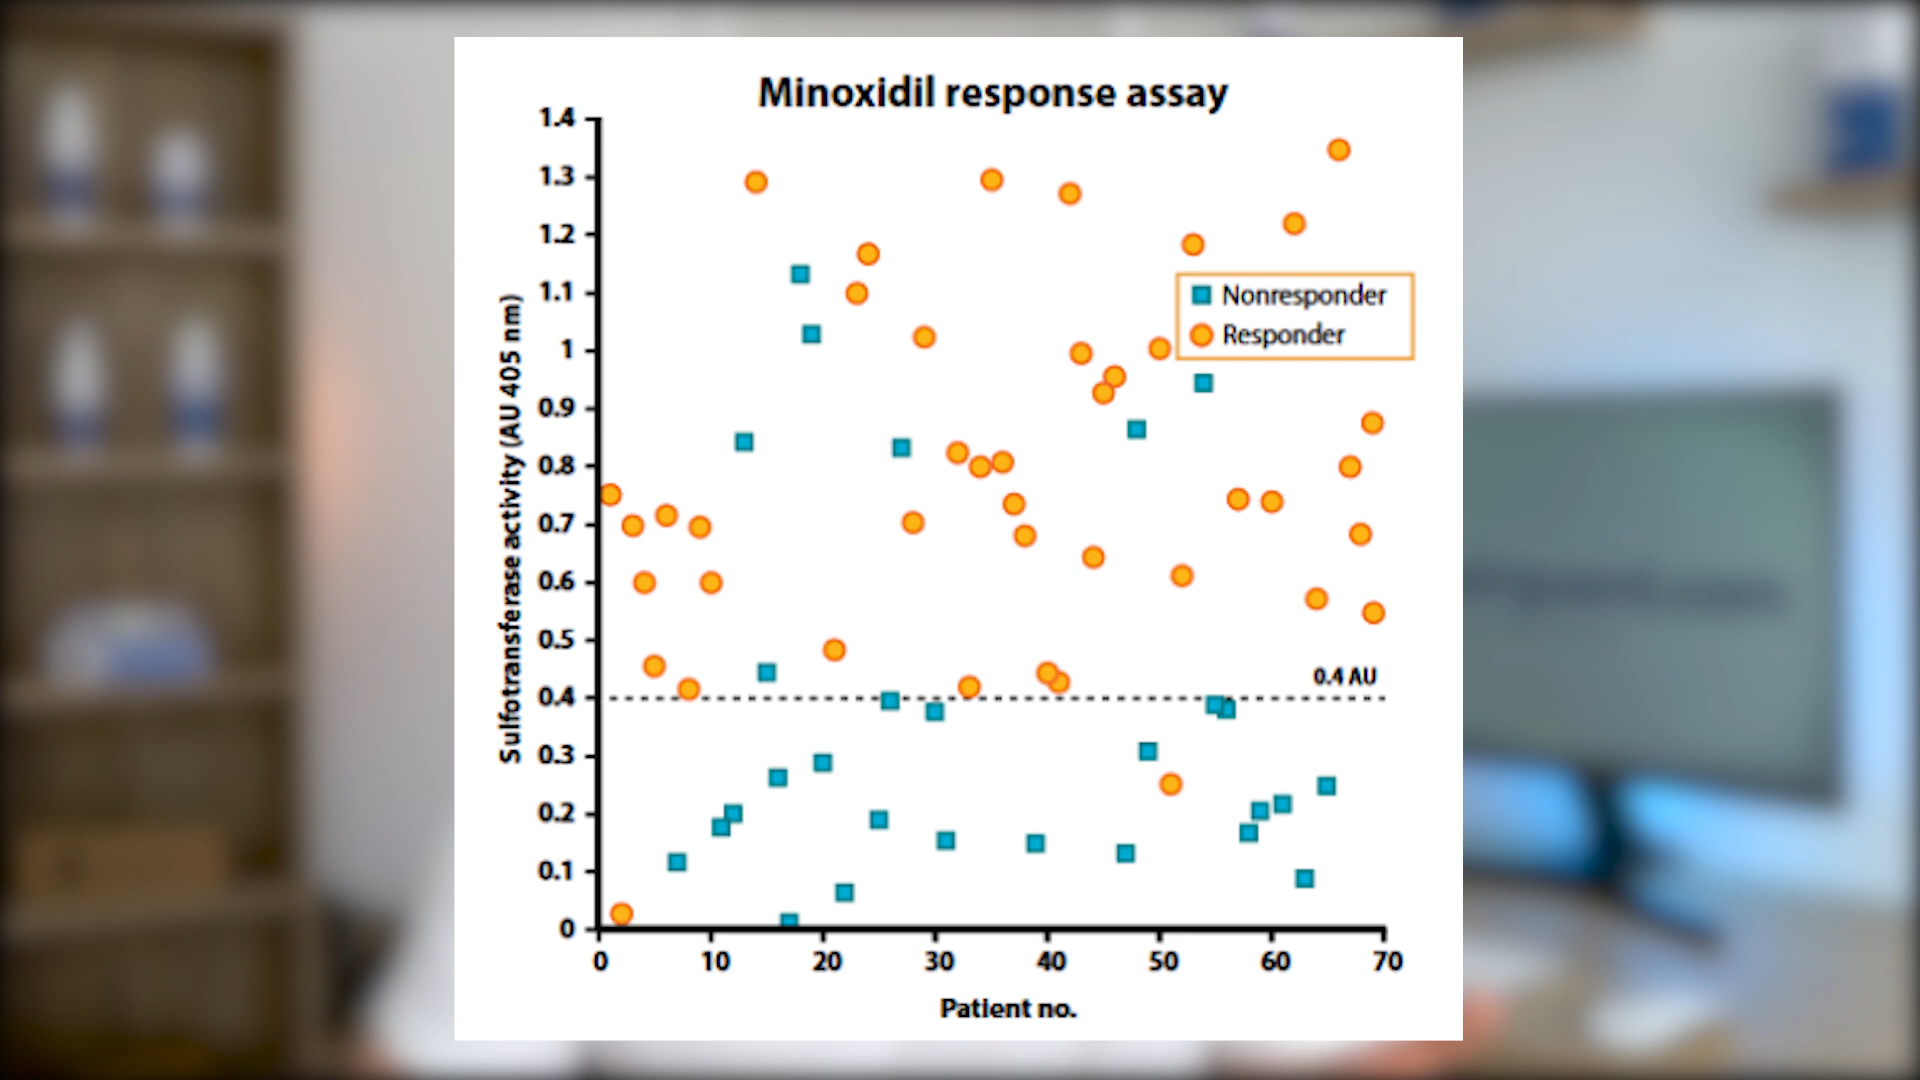 Minoxidil response assay
1.4
1.3
1.2
1.1
1
0.9
0.8
0.7
0.6
0.5
0.4
0.3
0.2
0.1
0
Sulfotransferase activity (AU 405 nm)
Nonresponder
Responder
0.4 AU
0 10 20 30 40 50 60 70
Patient no.